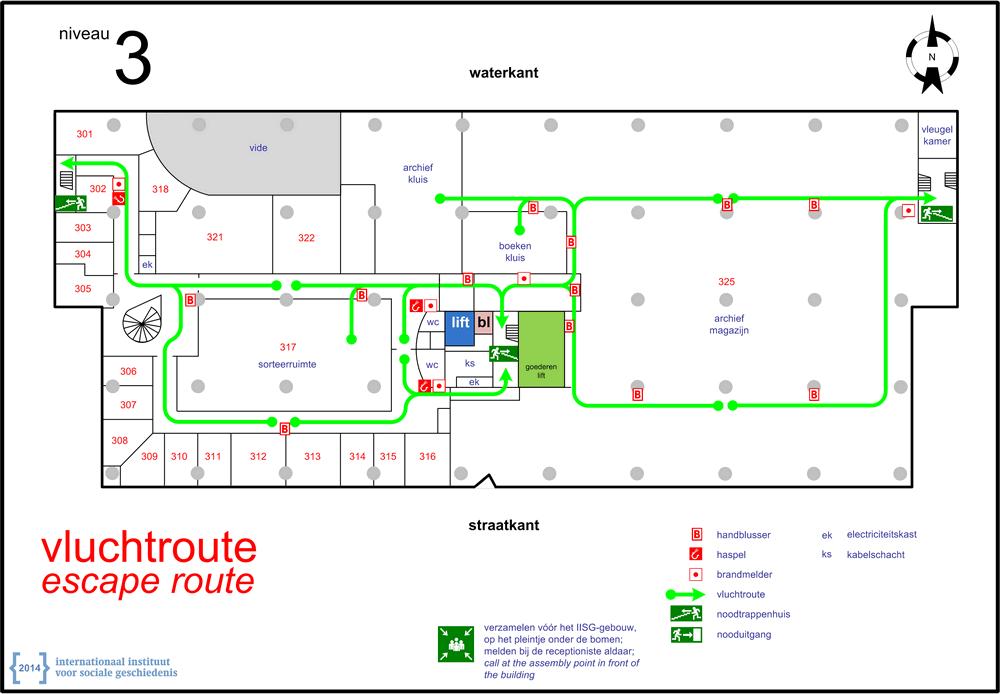 niveau
3
N
waterkant
301
vide
vleugel
kamer
archief
kluis
302
318
303
321
322
boeken
kluis
304
ek
305
325
archief
magazijn
317
sorteerruimte
wc
lift
bl
wc
ks
ek
goederen
lift
306
307
308
309
310
311
312
313
314
315
316
B
B
B
B
B
B
B
B
B
B
B
B
straatkant
vluchtroute
escape route
B
handblusser
haspel
brandmelder
vluchtroute
noodtrappenhuis
nooduitgang
ek
electriciteitskast
ks
kabelschacht
verzamelen vóór het IISG-gebouw,
op het pleintje onder de bomen;
melden bij de receptioniste aldaar;
call at the assembly point in front of
the building
2014
internationaal instituut
voor sociale geschiedenis